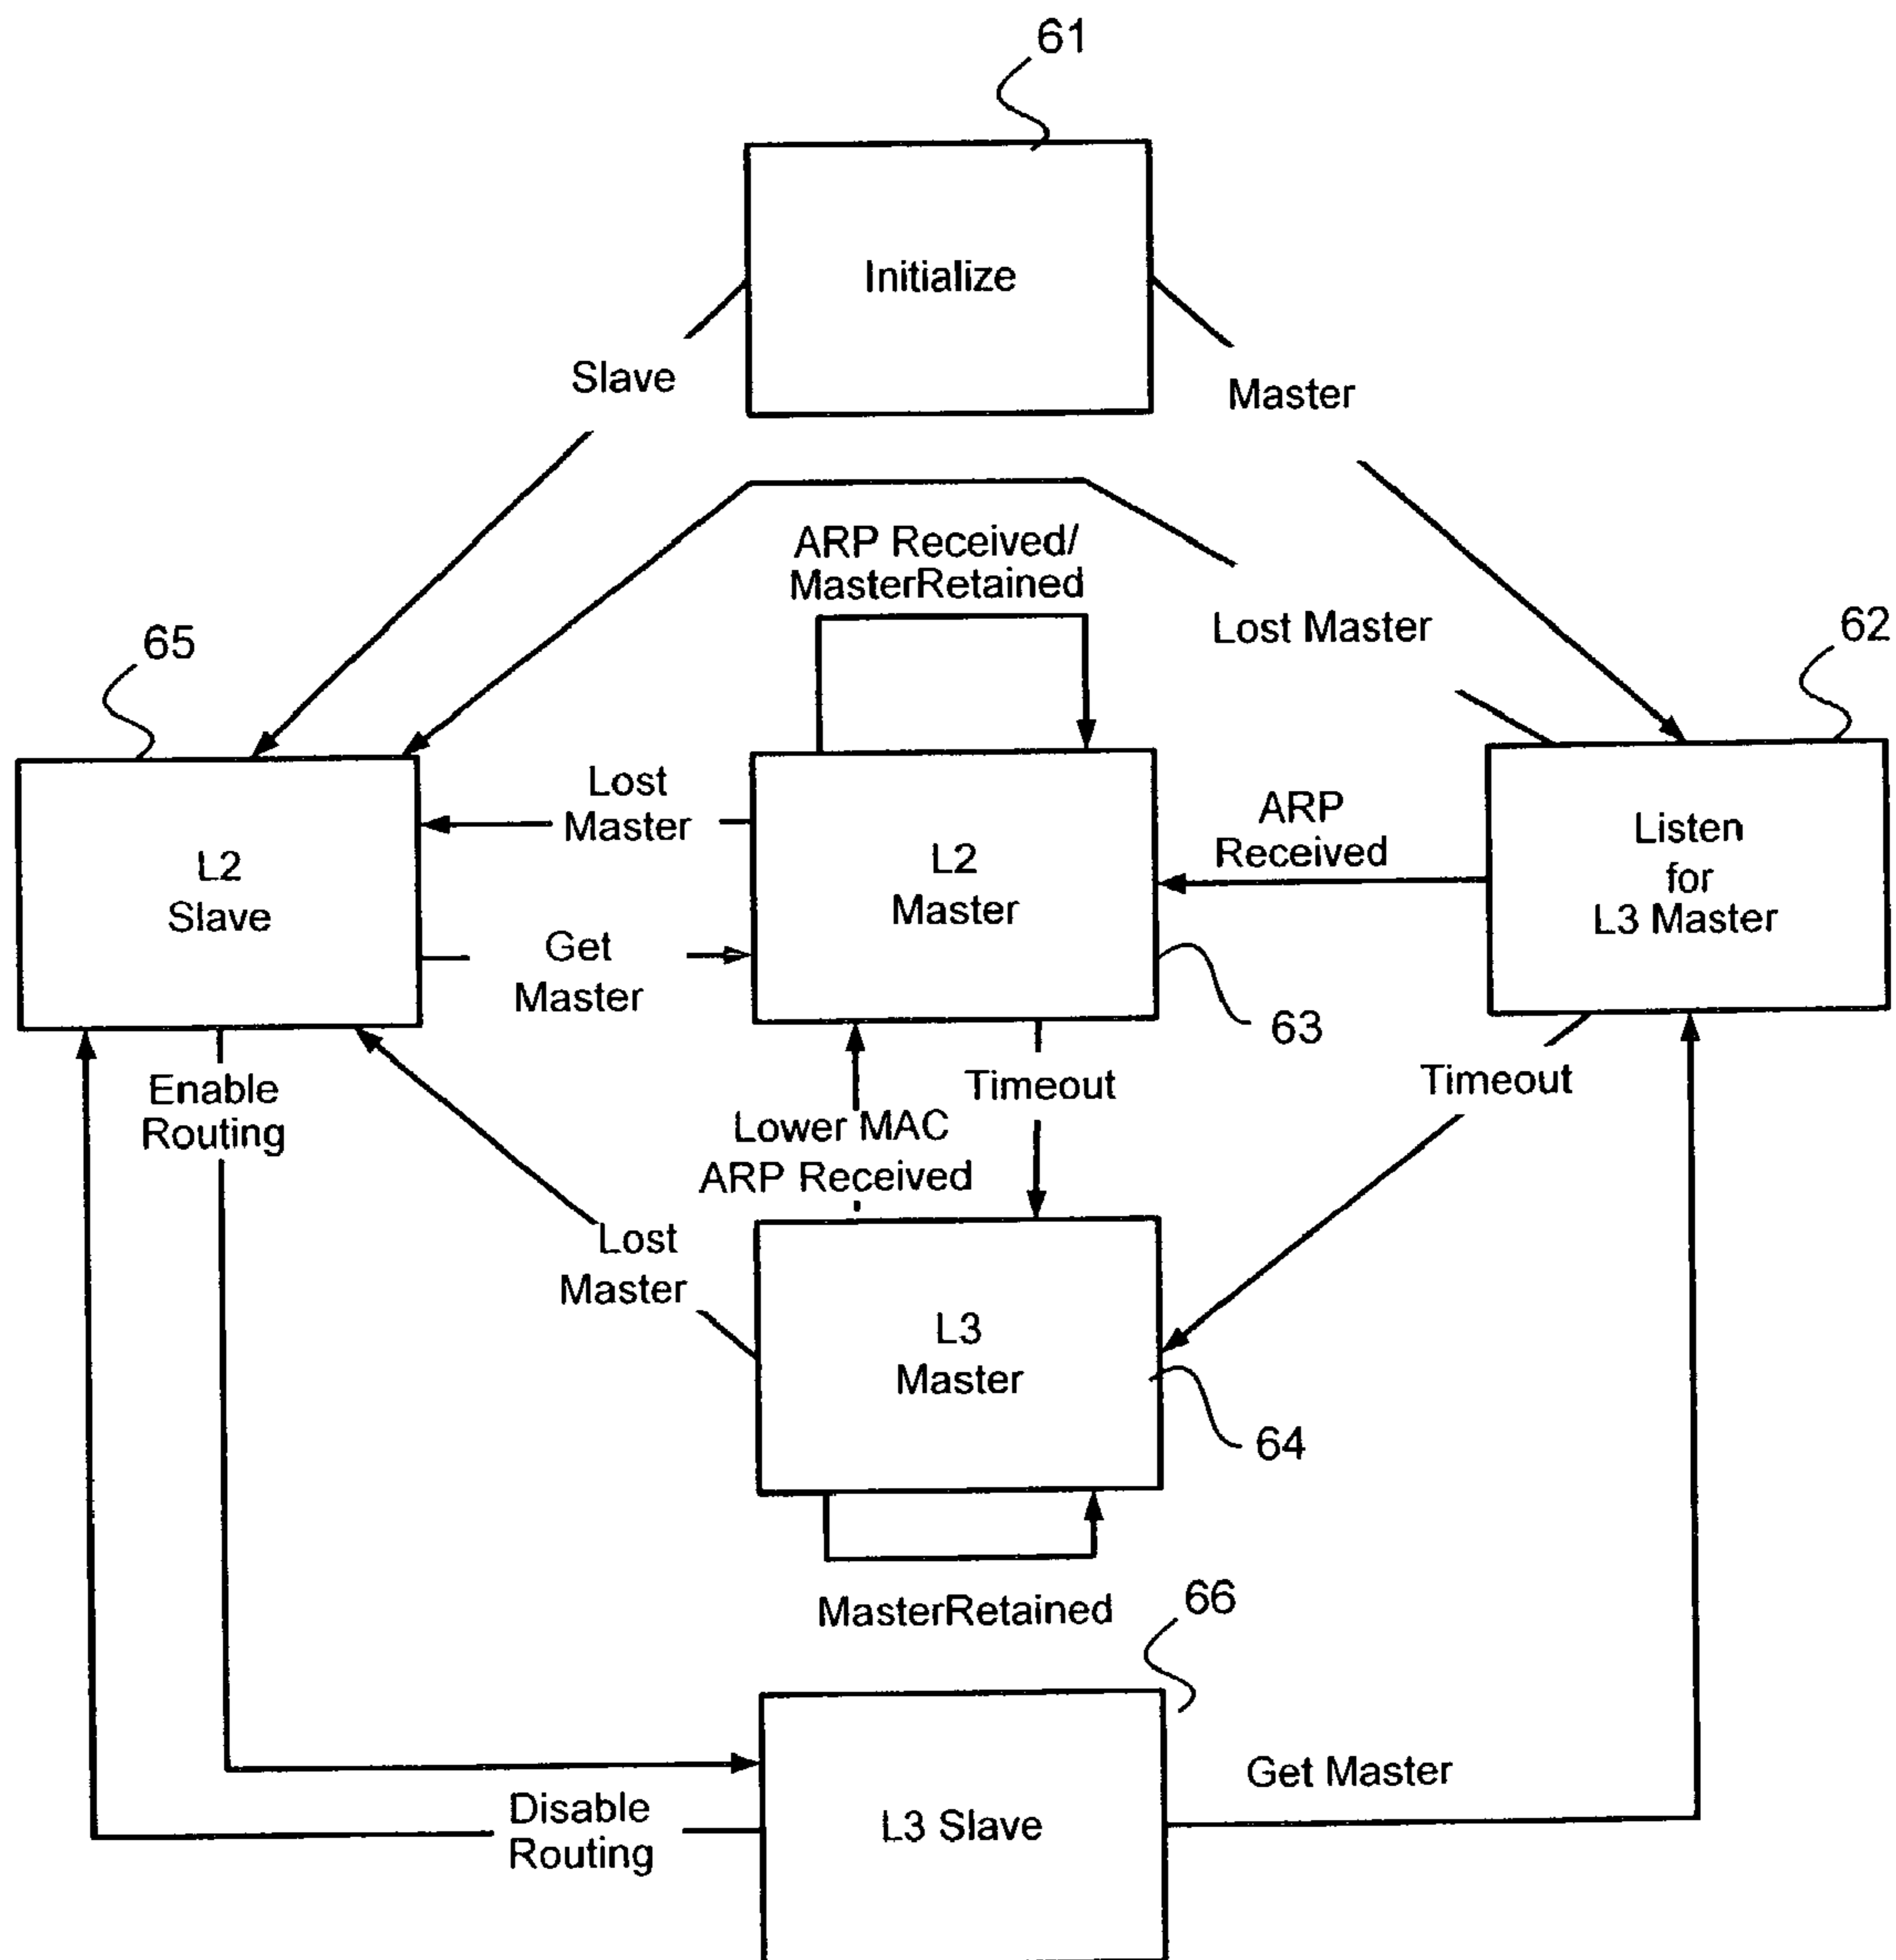 61
Initialize
Slave
Master
ARP Received/
MasterRetained
Lost Master
65
62
Lost
Master
ARP
Received
L2
Slave
L2
Master
Listen
for
L3 Master
Get
Master
63
Enable
Routing
Timeout
Timeout
Lower MAC
ARP Received
Lost
Master
L3
Master
64
MasterRetained
66
Get Master
Disable
Routing
L3 Slave